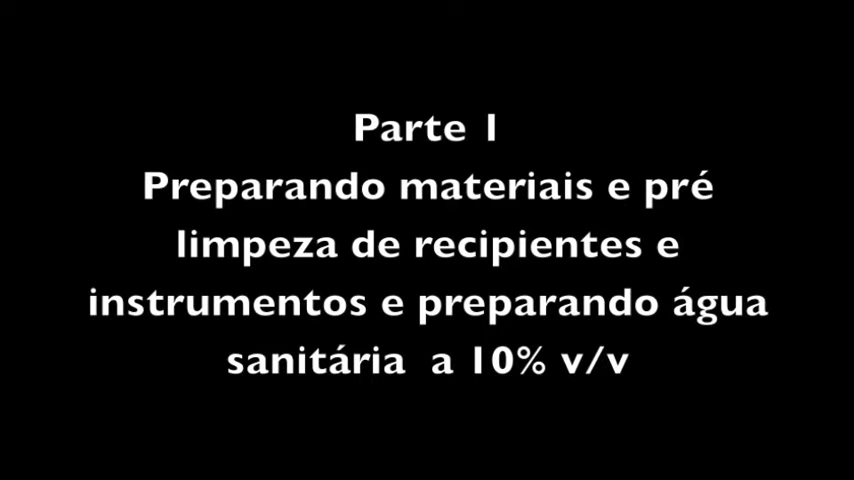 Parte 1
Preparando materiais e pré
limpeza de recipientes e
instrumentos e preparando água
sanitária  a 10% v/v